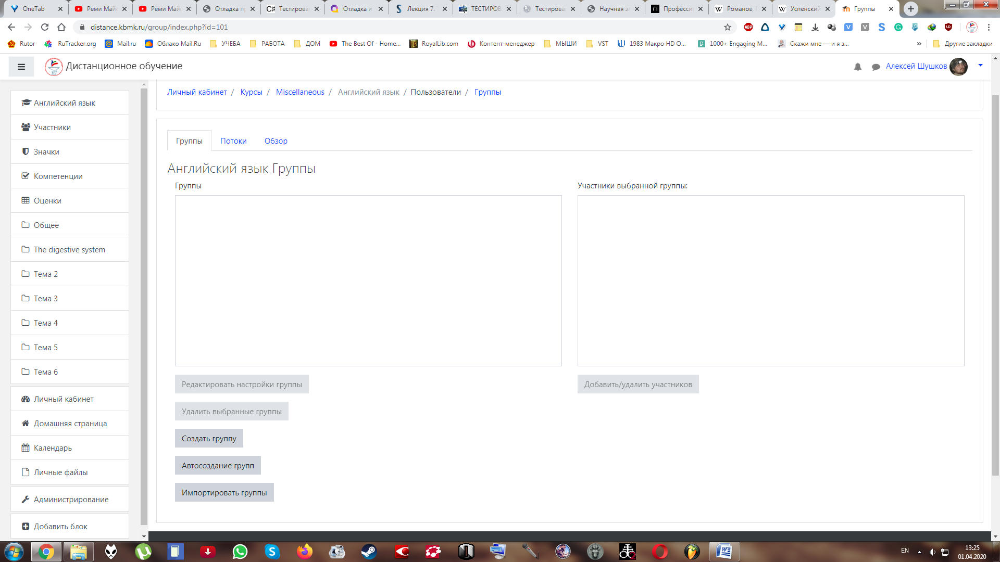 OneTab
Реми Майс
Реми Майс
Отладка пр
Тестирова
Отладка и
Лекция 7. Т
ТЕСТИРОВ
Тестирова
Научная эл
Професси
Романов, 
Успенский
Группы
distance.kbmk.ru/group/index.php?id=101
Rutor
RuTracker.org
Mail.ru
Облако Mail.Ru
УЧЕБА
РАБОТА
ДОМ
The Best Of - Home...
RoyalLib.com
Контент-менеджер
МЫШИ
VST
1983 Макро HD O...
1000+ Engaging M...
Скажи мне — и я з...
»
Другие закладки
Дистанционное обучение
Алексей Шушков
Личный кабинет / Курсы / Miscellaneous / Английский язык / Пользователи / Группы
Английский язык
Участники
Значки
Компетенции
Оценки
Общее
The digestive system
Тема 2
Тема 3
Тема 4
Тема 5
Тема 6
Личный кабинет
Домашняя страница
Календарь
Личные файлы
Администрирование
Добавить блок
Группы
Потоки
Обзор
Английский язык Группы
Группы
Участники выбранной группы:
Редактировать настройки группы
Добавить/удалить участников
Удалить выбранные группы
Создать группу
Автосоздание групп
Импортировать группы
EN
13:25
01.04.2020